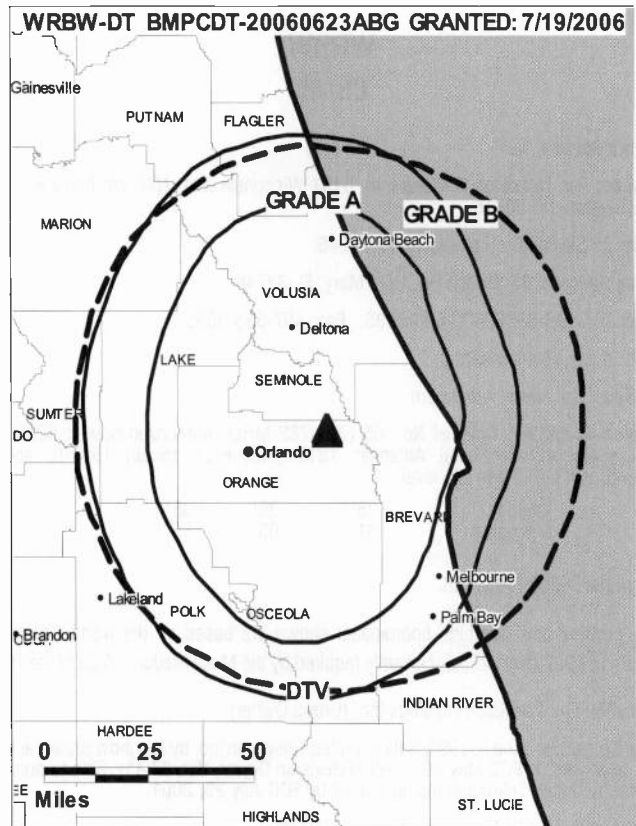 WRBW-DT BMPCDT-20060623ABG GRANTED: 7/19/2006
Gainesville
PUTNAM
FLAGLER
MARION
GRADE A
GRADE B
Daytona Beach
VOLUSIA
Deltona
LAKE
SEMINOLE
SUMTER
DO
Orlando
ORANGE
BREVARD
Melbourne
Lakeland
POLK
OSCEOLA
Palm Bay
Brandon
DTV
INDIAN RIVER
HARDEE
0 25 50
Miles
EE
ST. LUCIE
HIGHLANDS